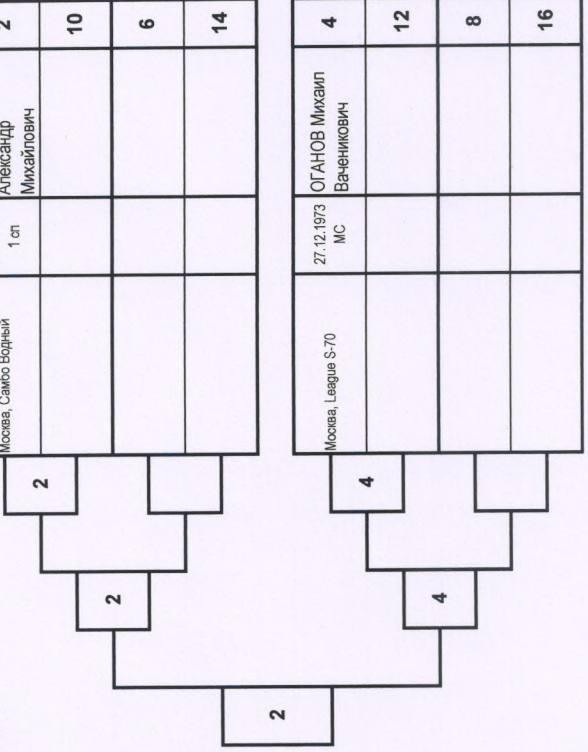 2
Александр
Михайлович
1 сп
Москва, Самбо Водный
10
6
14
4
ОГАНОВ Михаил
Ваченикович
27.12.1973
МС
Москва, League S-70
12
8
16
2
4
2
4
2